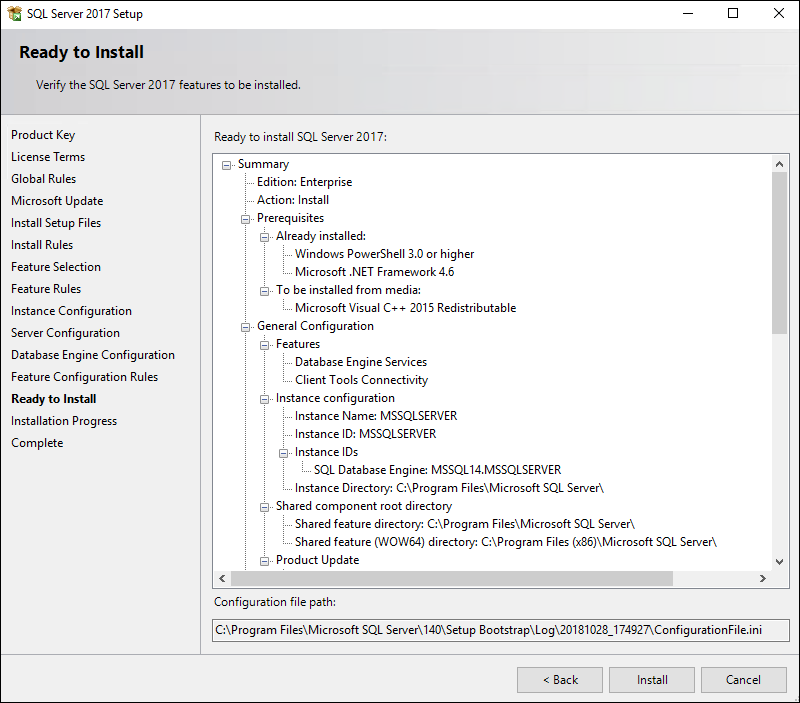 SQL Server 2017 Setup
Ready to Install
Verify the SQL Server 2017 features to be installed.
Product Key
License Terms
Global Rules
Microsoft Update
Install Setup Files
Install Rules
Feature Selection
Feature Rules
Instance Configuration
Server Configuration
Database Engine Configuration
Feature Configuration Rules
Ready to Install
Installation Progress
Complete
Ready to install SQL Server 2017:
Summary
Edition: Enterprise
Action: Install
Prerequisites
Already installed:
Windows PowerShell 3.0 or higher
Microsoft .NET Framework 4.6
To be installed from media:
Microsoft Visual C++ 2015 Redistributable
General Configuration
Features
Database Engine Services
Client Tools Connectivity
Instance configuration
Instance Name: MSSQLSERVER
Instance ID: MSSQLSERVER
Instance IDs
SQL Database Engine: MSSQL14.MSSQLSERVER
Instance Directory: C:\Program Files\Microsoft SQL Server\
Shared component root directory
Shared feature directory: C:\Program Files\Microsoft SQL Server\
Shared feature (WOW64) directory: C:\Program Files (x86)\Microsoft SQL Server\
Product Update
Configuration file path:
C:\Program Files\Microsoft SQL Server\140\Setup Bootstrap\Log\20181028_174927\ConfigurationFile.ini
< Back
Install
Cancel